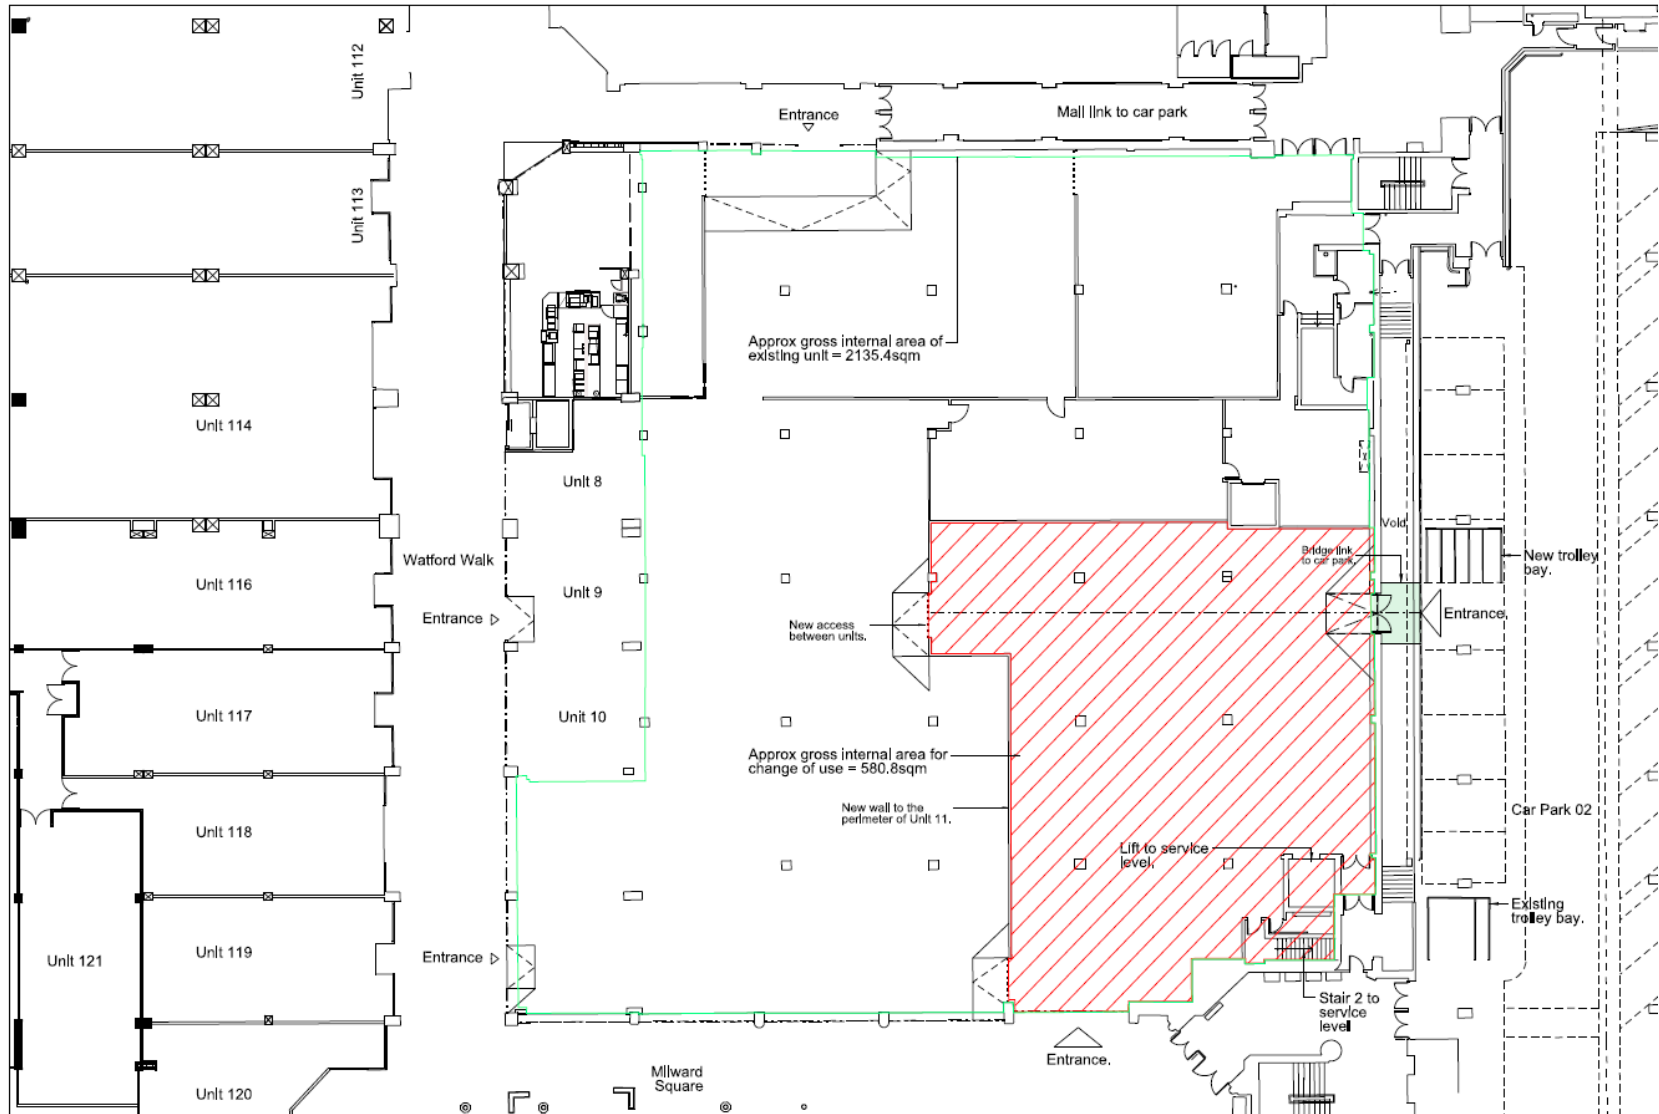 Unit 112
Entrance
Mall link to car park
Unit 113
Approx gross internal area of
existing unit = 2135.4sqm
Unit 114
Unit 8
Void
Watford Walk
Bridge link
to car park.
New trolley
bay.
Unit 116
Unit 9
Entrance
New access
between units.
Entrance
Unit 117
Unit 10
Approx gross internal area for
change of use = 580.8sqm
New wall to the
perimeter of Unit 11.
Car Park 02
Unit 118
Lift to service
level.
Existing
trolley bay.
Unit 119
Unit 121
Entrance
Stair 2 to
service
level
Entrance.
Milward
Square
Unit 120